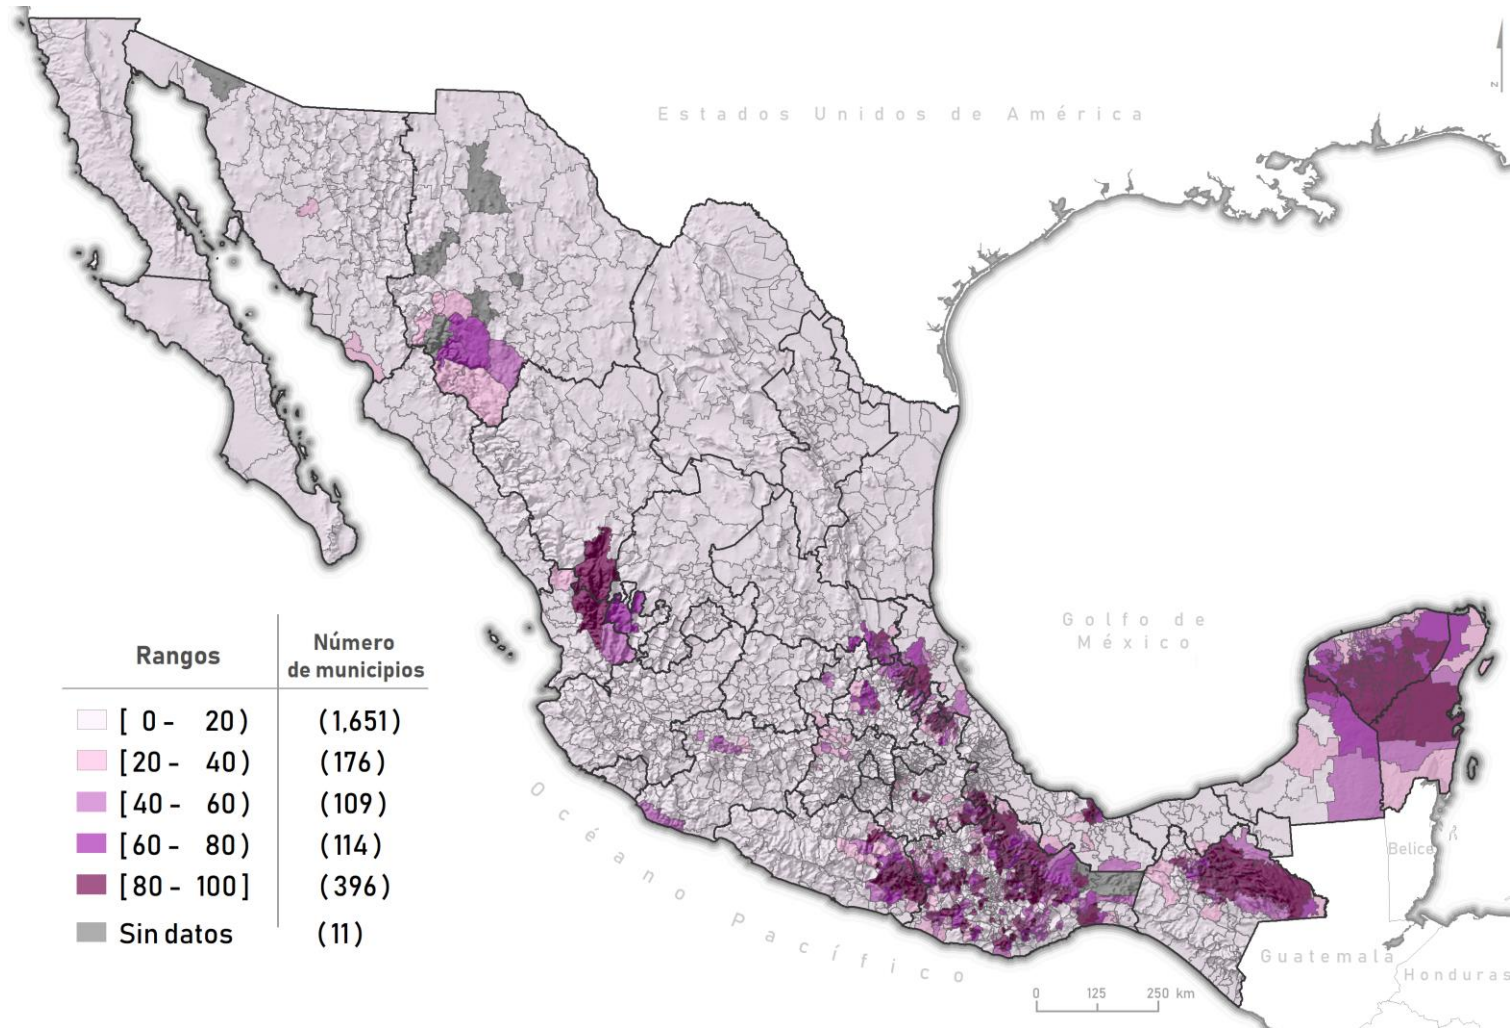 Estados Unidos de América
z
Golfo de
México
Rangos
Número
de municipios
[ 0 - 20) (1,651)
[20 - 40) (176)
[40 - 60) (109)
[60 - 80) (114)
[80 - 100] (396)
Sin datos (11)
Océano Pacífico
Belice
Guatemala
Honduras
0 125 250 km